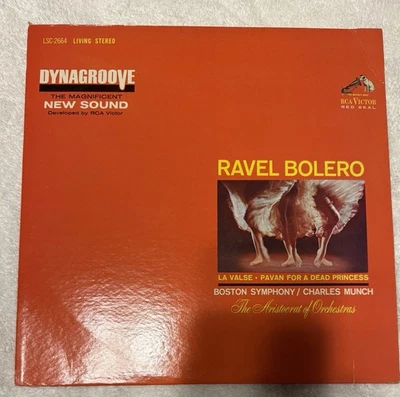 LSC-2664 LIVING STEREO
DYNAGROOVE
THE MAGNIFICENT
NEW SOUND
Developed by RCA Victor
RCA VICTOR
RED SEAL
RAVEL BOLERO
LA VALSE • PAVAN FOR A DEAD PRINCESS
BOSTON SYMPHONY / CHARLES MUNCH
The Aristocrat of Orchestras